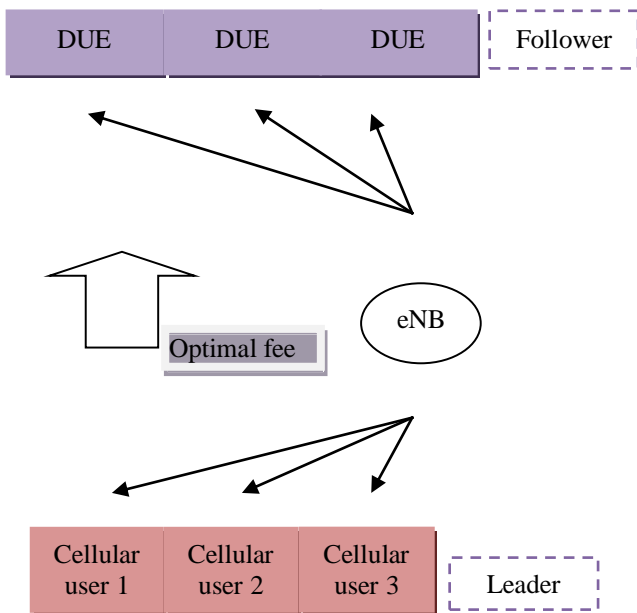 DUE DUE DUE Follower
eNB
Optimal fee
Cellular user 1
Cellular user 2
Cellular user 3
Leader